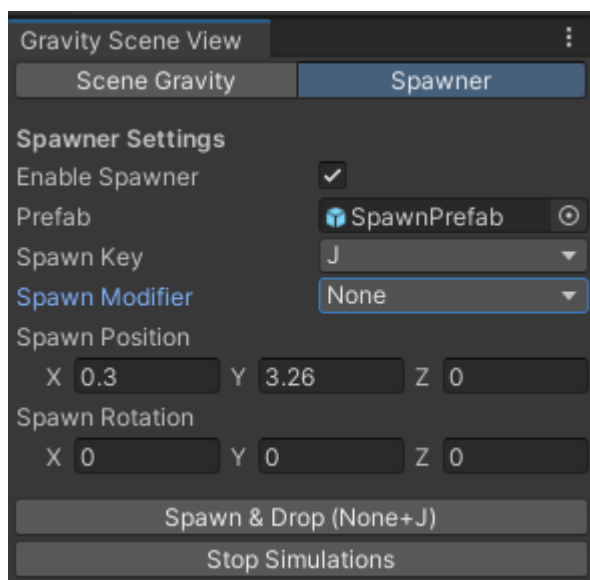 Gravity Scene View
Scene Gravity Spawner
Spawner Settings
Enable Spawner
Prefab SpawnPrefab
Spawn Key J
Spawn Modifier None
Spawn Position
X 0.3 Y 3.26 Z 0
Spawn Rotation
X 0 Y 0 Z 0
Spawn & Drop (None+J)
Stop Simulations